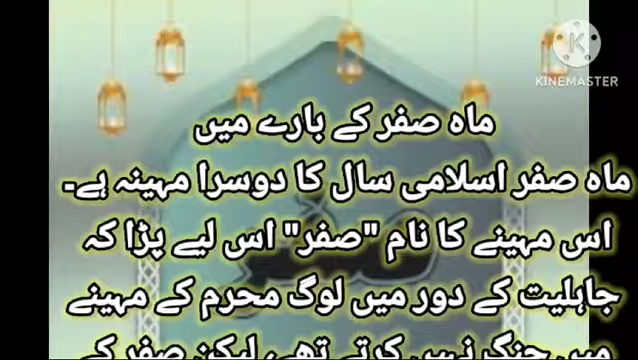 KINEMASTER
ماہ صفر کے بارے میں
ماہ صفر اسلامی سال کا دوسرا مہینہ ہے۔
اس مہینے کا نام "صفر" اس لیے پڑا کہ
جاہلیت کے دور میں لوگ محرم کے مہینے
میں جنگ نہیں کرتے تھے، لیکن صفر کے